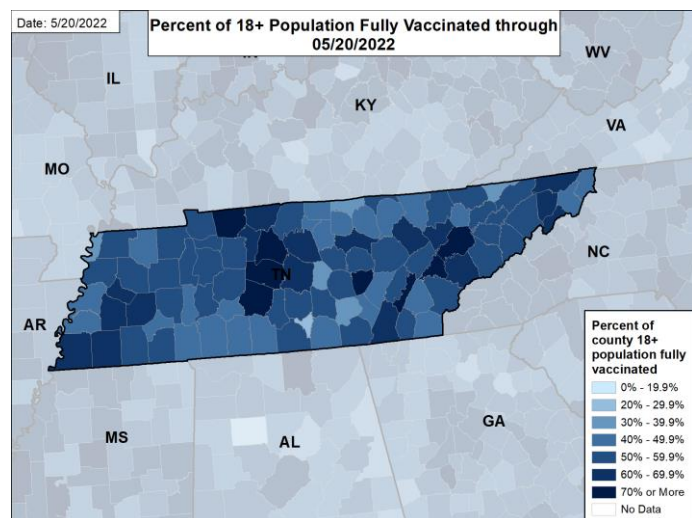 Date: 5/20/2022
Percent of 18+ Population Fully Vaccinated through
05/20/2022
WV
IL
KY
VA
MO
TN
NC
AR
MS
AL
GA
Percent of
county 18+
population fully
vaccinated
0% - 19.9%
20% - 29.9%
30% - 39.9%
40% - 49.9%
50% - 59.9%
60% - 69.9%
70% or More
No Data